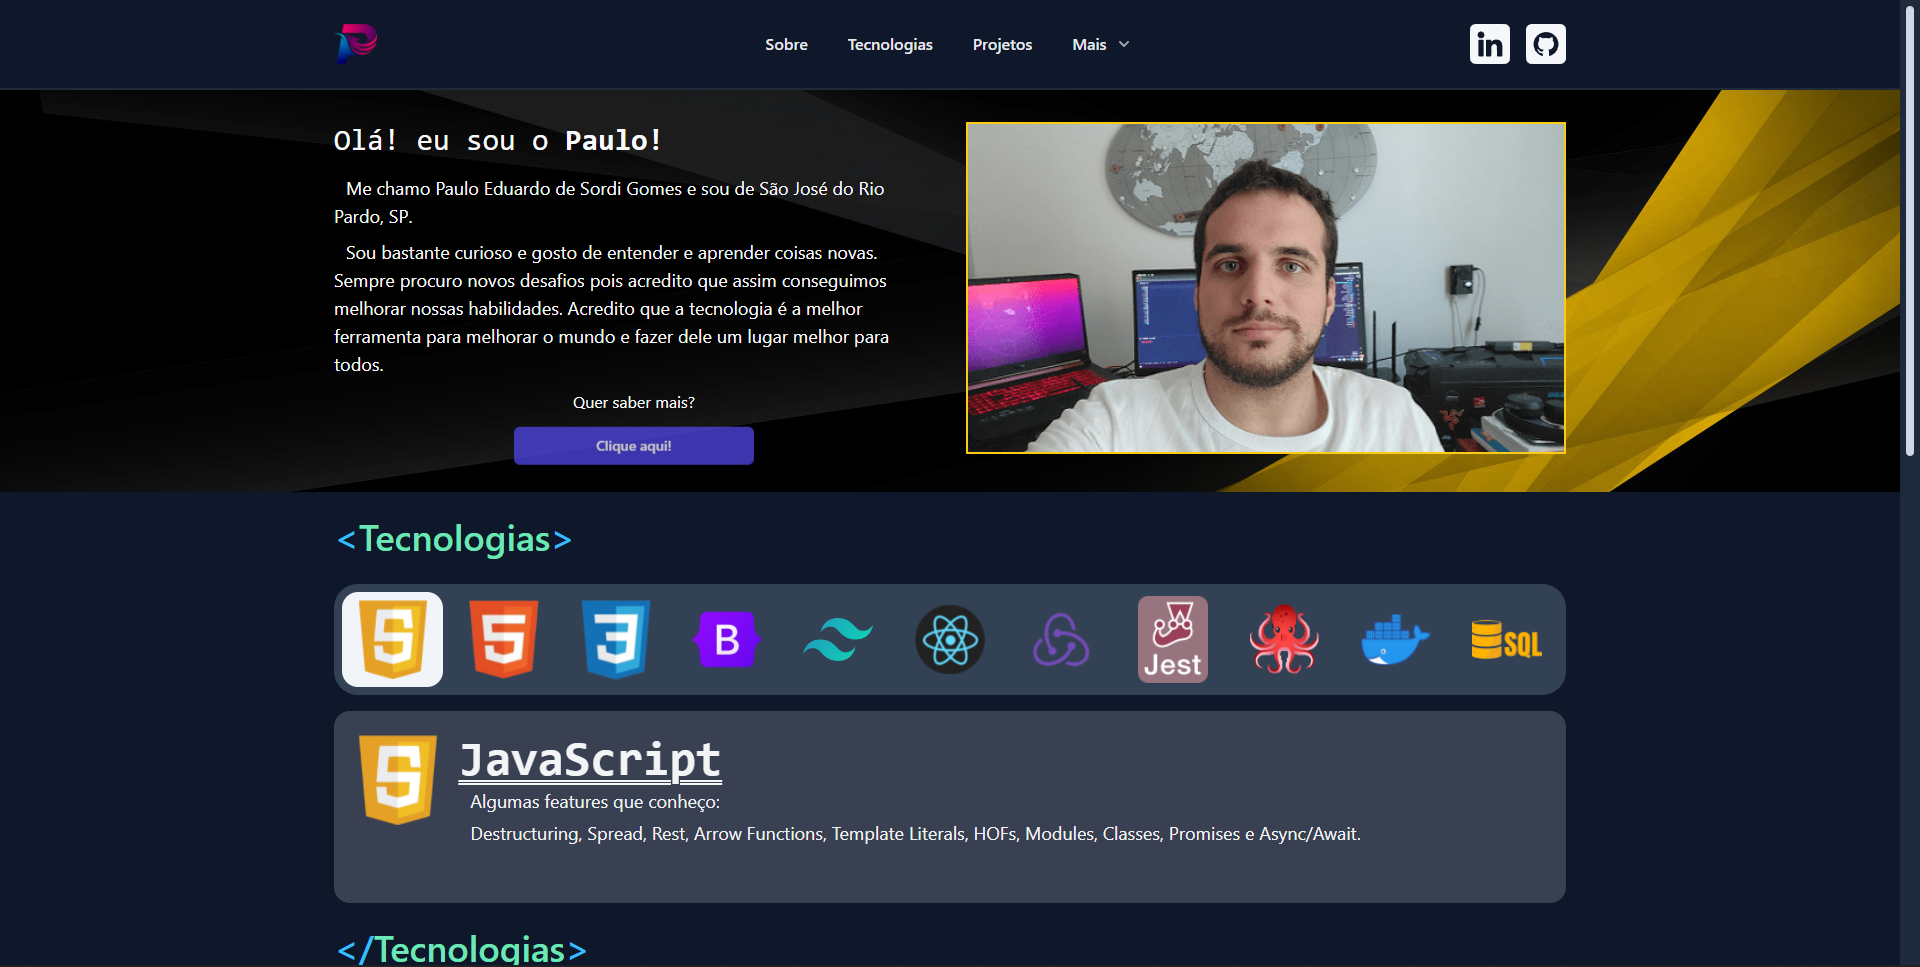 Sobre Tecnologias Projetos Mais in
Olá! eu sou o Paulo!
Me chamo Paulo Eduardo de Sordi Gomes e sou de São José do Rio
Pardo, SP.
Sou bastante curioso e gosto de entender e aprender coisas novas.
Sempre procuro novos desafios pois acredito que assim conseguimos
melhorar nossas habilidades. Acredito que a tecnologia é a melhor
ferramenta para melhorar o mundo e fazer dele um lugar melhor para
todos.
Quer saber mais?
Clique aqui!
<Tecnologias>
5 3 B Jest SQL
JavaScript
Algumas features que conheço:
Destructuring, Spread, Rest, Arrow Functions, Template Literals, HOFs, Modules, Classes, Promises e Async/Await.
</Tecnologias>